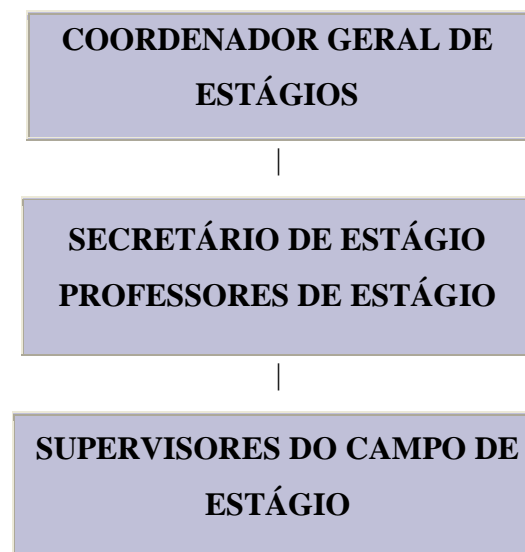 COORDENADOR GERAL DE
ESTÁGIOS
SECRETÁRIO DE ESTÁGIO
PROFESSORES DE ESTÁGIO
SUPERVISORES DO CAMPO DE
ESTÁGIO